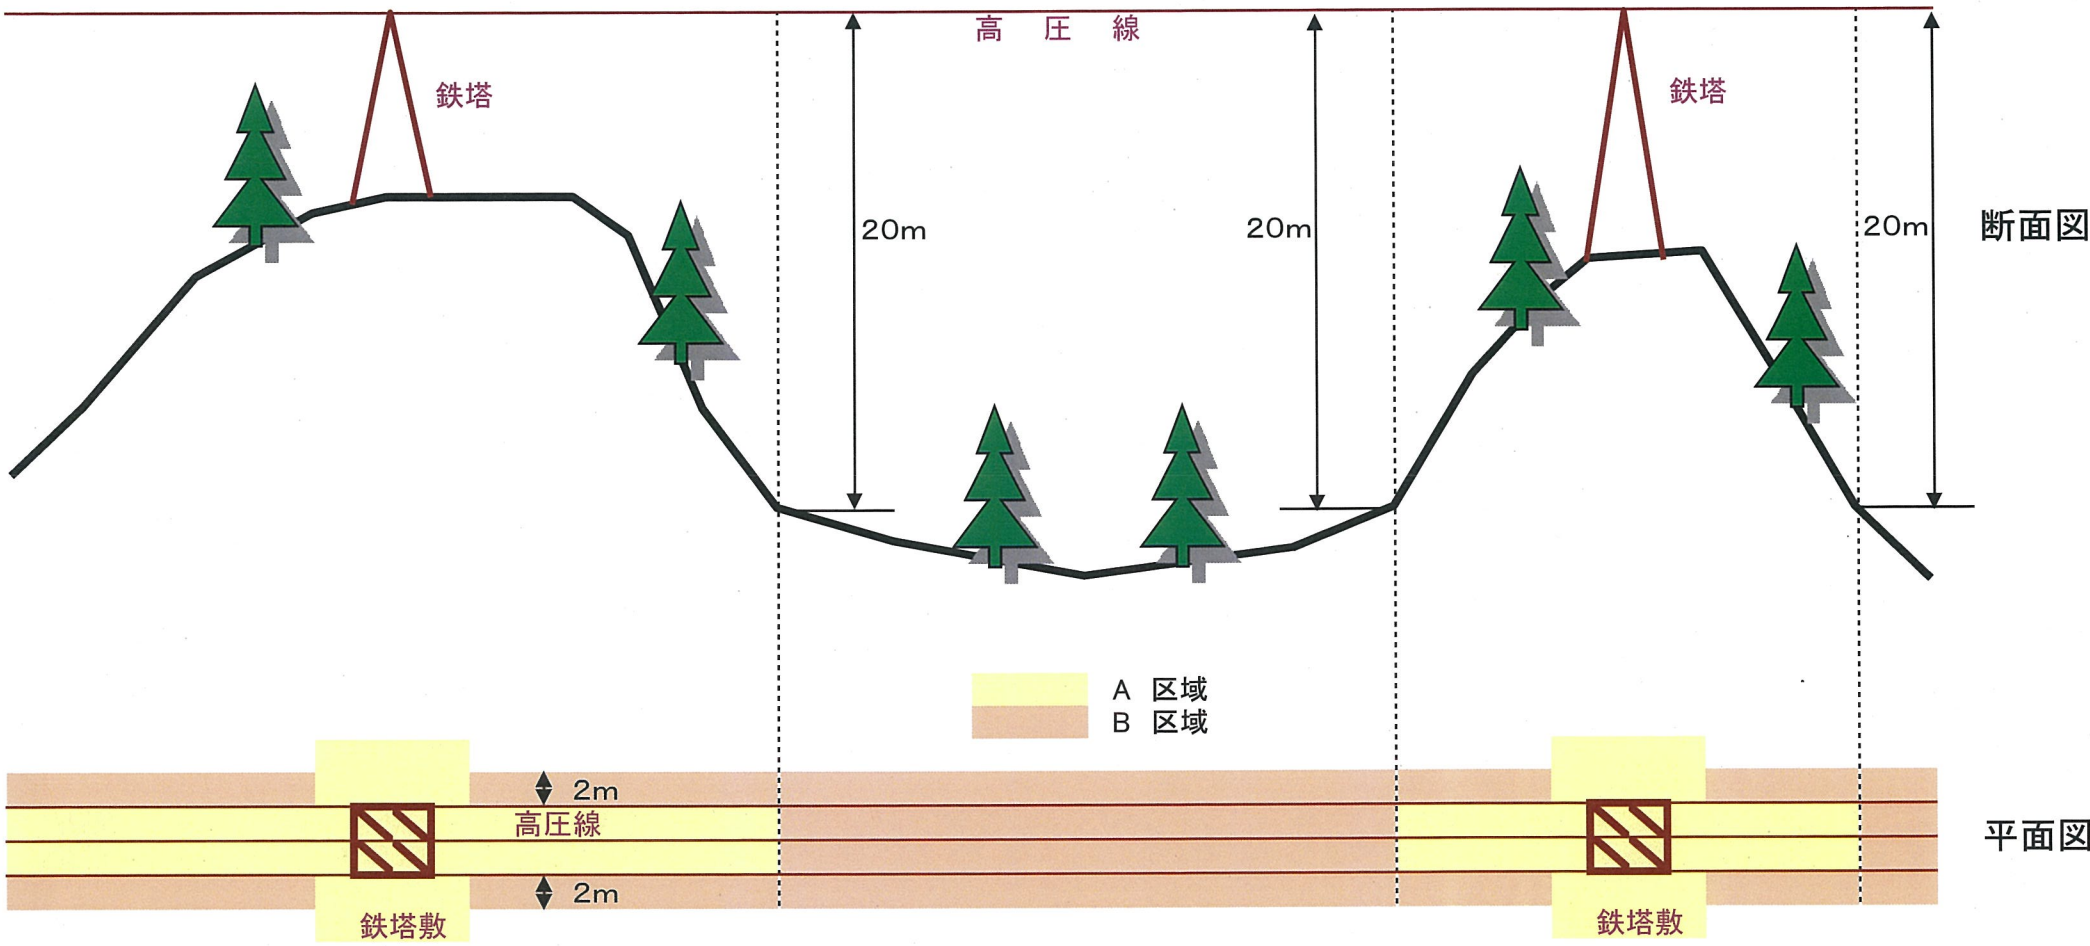 高 圧 線
鉄塔
鉄塔
20m
20m
20m
断面図
A 区域
B 区域
2m
高圧線
平面図
2m
鉄塔敷
鉄塔敷